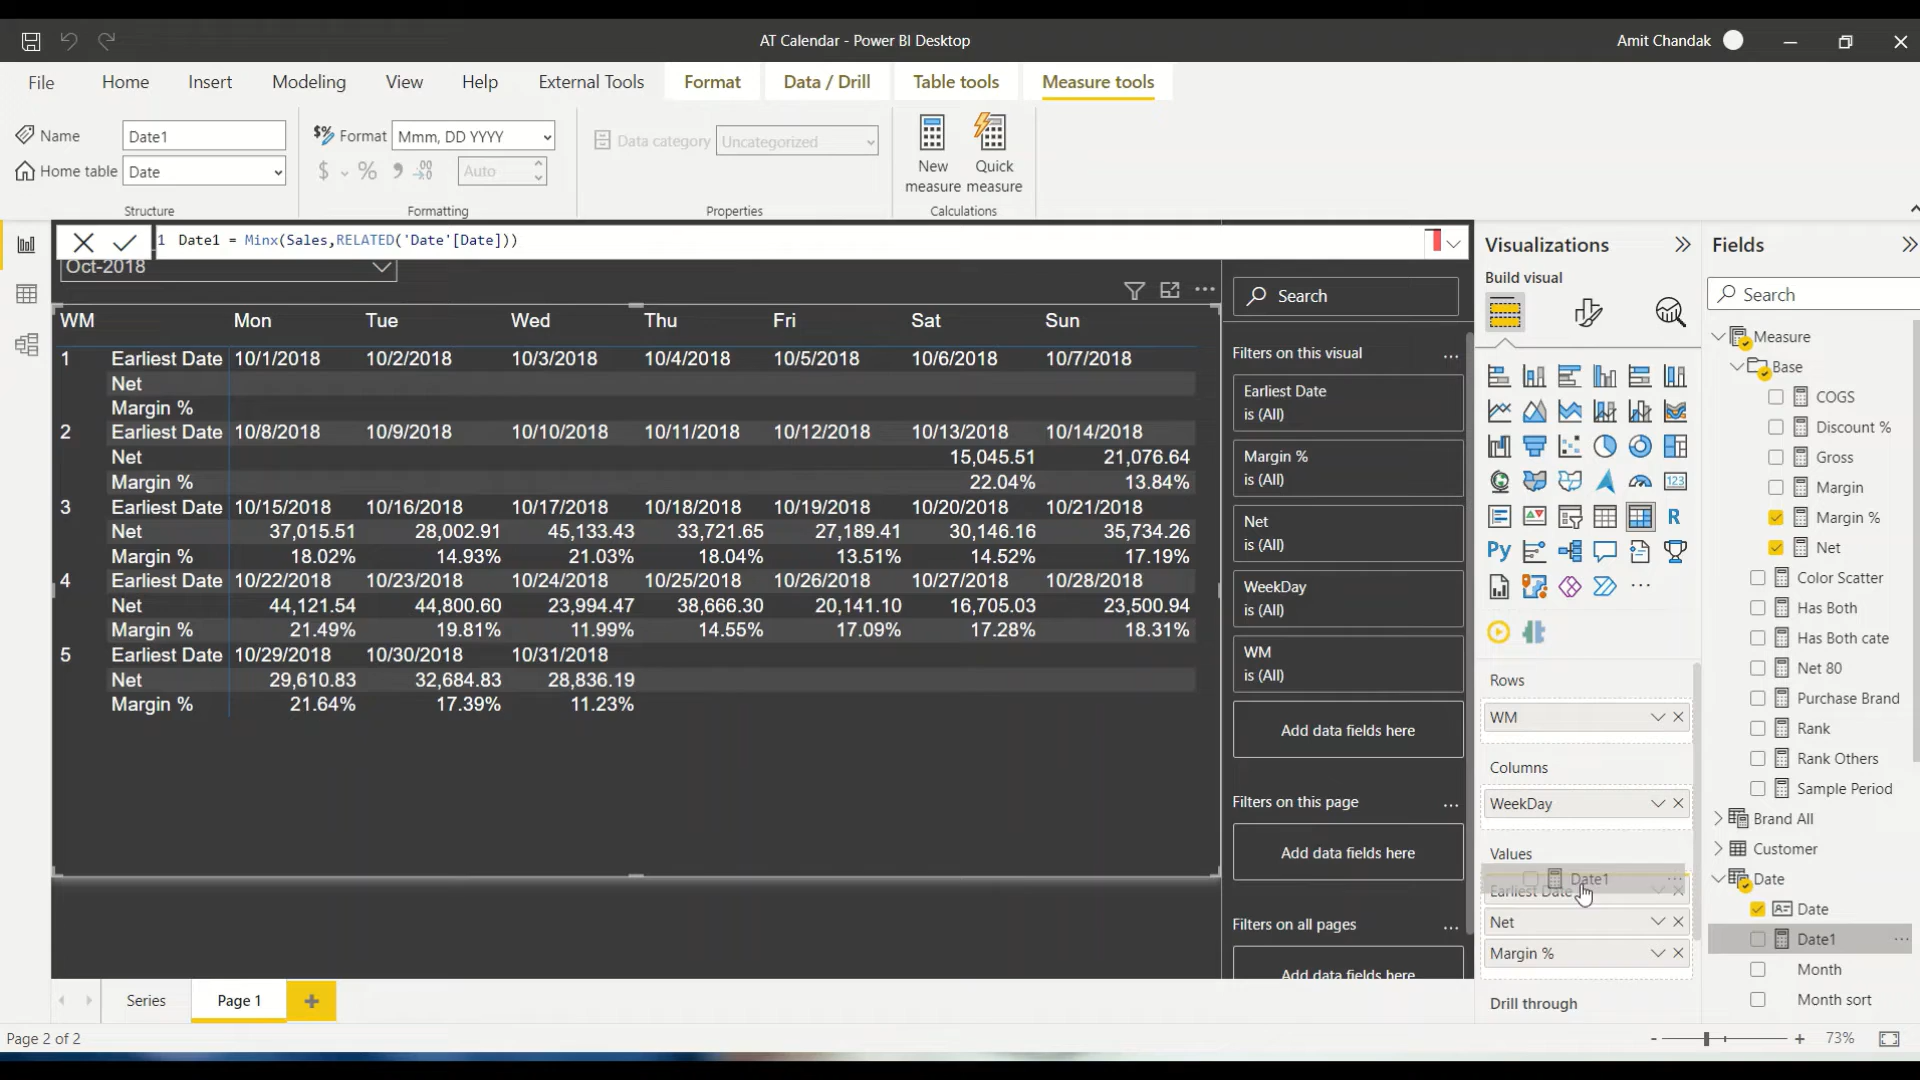 AT Calendar - Power BI Desktop
Amit Chandak
File Home Insert Modeling View Help External Tools Format Data / Drill Table tools Measure tools
Name Date1
Format Mmm, DD YYYY
Data category Uncategorized
Home table Date
$ % Auto
New measure
Quick measure
Structure Formatting Properties Calculations
1 Date1 = Minx(Sales,RELATED('Date'[Date]))
Oct-2018
WM Mon Tue Wed Thu Fri Sat Sun
1 Earliest Date 10/1/2018 10/2/2018 10/3/2018 10/4/2018 10/5/2018 10/6/2018 10/7/2018
Net
Margin %
2 Earliest Date 10/8/2018 10/9/2018 10/10/2018 10/11/2018 10/12/2018 10/13/2018 10/14/2018
Net 15,045.51 21,076.64
Margin % 22.04% 13.84%
3 Earliest Date 10/15/2018 10/16/2018 10/17/2018 10/18/2018 10/19/2018 10/20/2018 10/21/2018
Net 37,015.51 28,002.91 45,133.43 33,721.65 27,189.41 30,146.16 35,734.26
Margin % 18.02% 14.93% 21.03% 18.04% 13.51% 14.52% 17.19%
4 Earliest Date 10/22/2018 10/23/2018 10/24/2018 10/25/2018 10/26/2018 10/27/2018 10/28/2018
Net 44,121.54 44,800.60 23,994.47 38,666.30 20,141.10 16,705.03 23,500.94
Margin % 21.49% 19.81% 11.99% 14.55% 17.09% 17.28% 18.31%
5 Earliest Date 10/29/2018 10/30/2018 10/31/2018
Net 29,610.83 32,684.83 28,836.19
Margin % 21.64% 17.39% 11.23%
Search
Filters on this visual
Earliest Date
is (All)
Margin %
is (All)
Net
is (All)
WeekDay
is (All)
WM
is (All)
Add data fields here
Filters on this page
Add data fields here
Filters on all pages
Add data fields here
Visualizations
Build visual
123
R
Py
Rows
WM
Columns
WeekDay
Values
Date1
Earliest Date
Net
Margin %
Drill through
Fields
Search
Measure
Base
COGS
Discount %
Gross
Margin
Margin %
Net
Color Scatter
Has Both
Has Both cate
Net 80
Purchase Brand
Rank
Rank Others
Sample Period
Brand All
Customer
Date
Date
Date1
Month
Month sort
Series Page 1
Page 2 of 2
73%